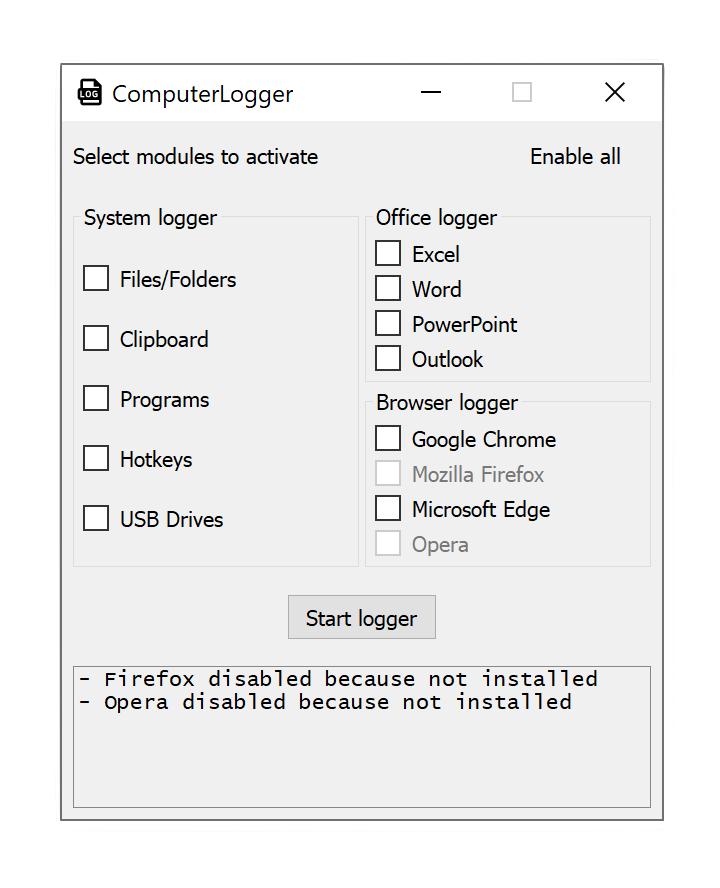 LOG
ComputerLogger
Select modules to activate
Enable all
System logger
Files/Folders
Clipboard
Programs
Hotkeys
USB Drives
Office logger
Excel
Word
PowerPoint
Outlook
Browser logger
Google Chrome
Mozilla Firefox
Microsoft Edge
Opera
Start logger
- Firefox disabled because not installed
- Opera disabled because not installed